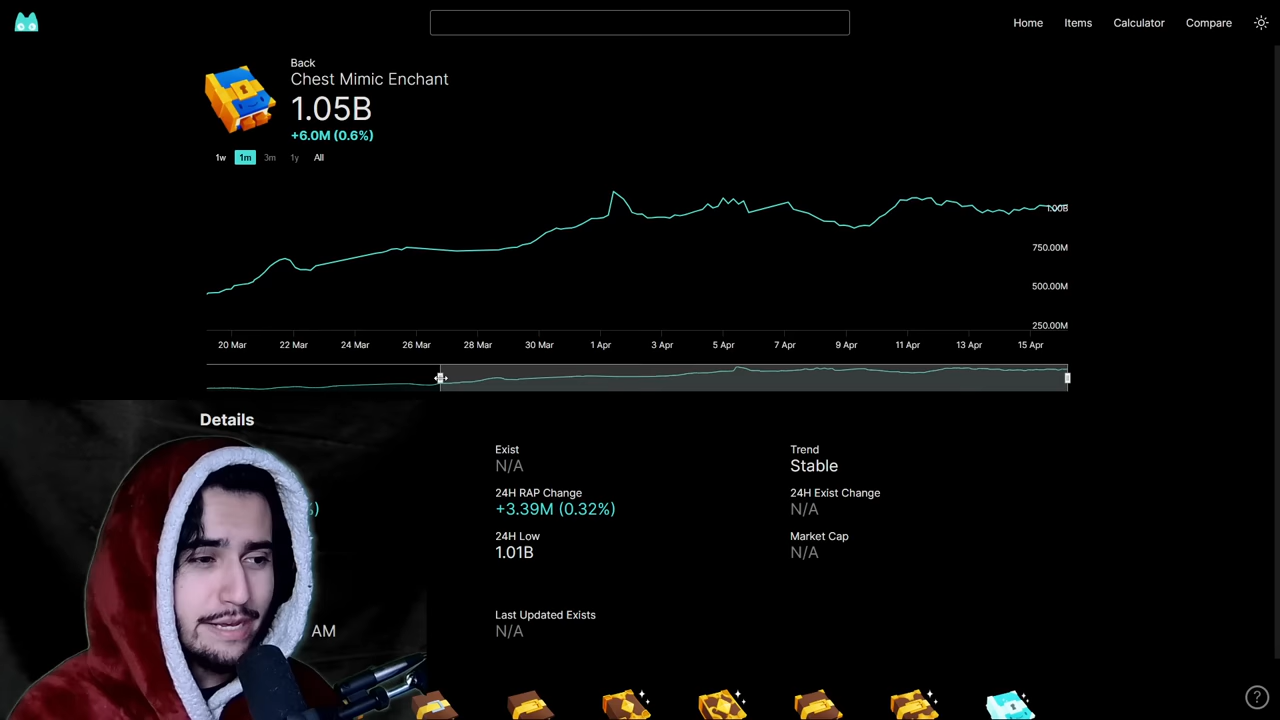 Home Items Calculator Compare
Back
Chest Mimic Enchant
1.05B
+6.0M (0.6%)
1w 1m 3m 1y All
1.00B
750.00M
500.00M
250.00M
20 Mar 22 Mar 24 Mar 26 Mar 28 Mar 30 Mar 1 Apr 3 Apr 5 Apr 7 Apr 9 Apr 11 Apr 13 Apr 15 Apr
Details
Exist Trend
N/A Stable
24H RAP Change 24H Exist Change
%) +3.39M (0.32%) N/A
24H Low Market Cap
1.01B N/A
Last Updated Exists
AM N/A
?